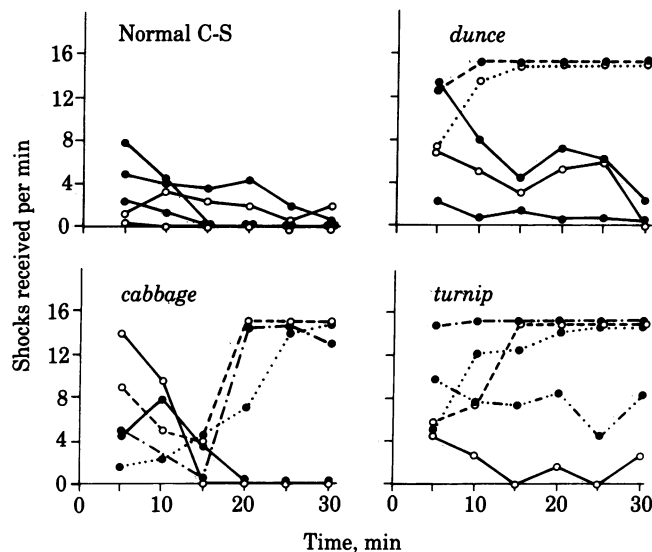 Normal C-S
dunce
16
12
8
4
0
Shocks received per min
cabbage
turnip
16
12
8
4
0
0 10 20 30 0 10 20 30
Time, min